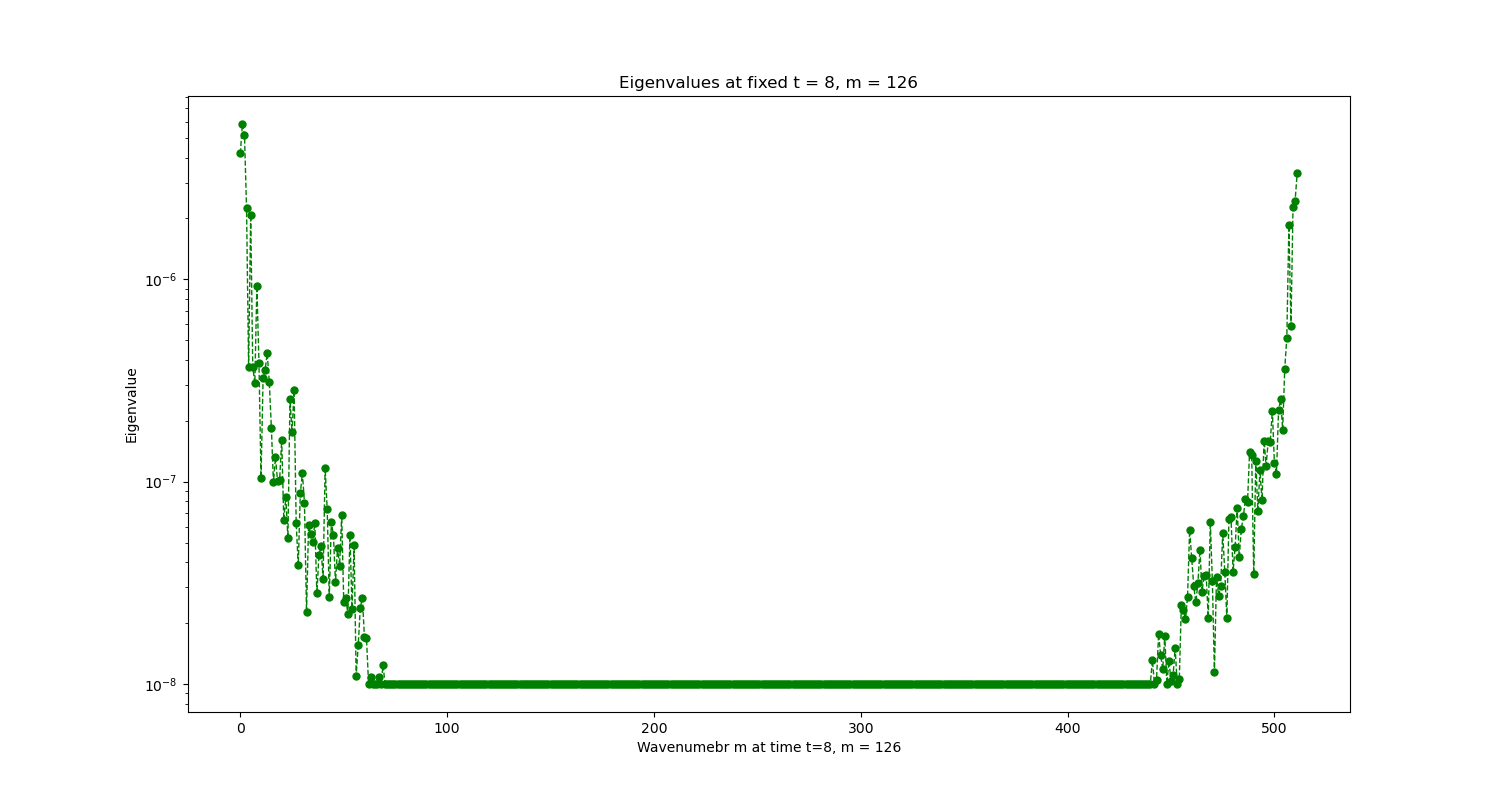 Eigenvalues at fixed t = 8, m = 126
10⁻⁶
10⁻⁷
10⁻⁸
Eigenvalue
0 100 200 300 400 500
Wavenumebr m at time t=8, m = 126